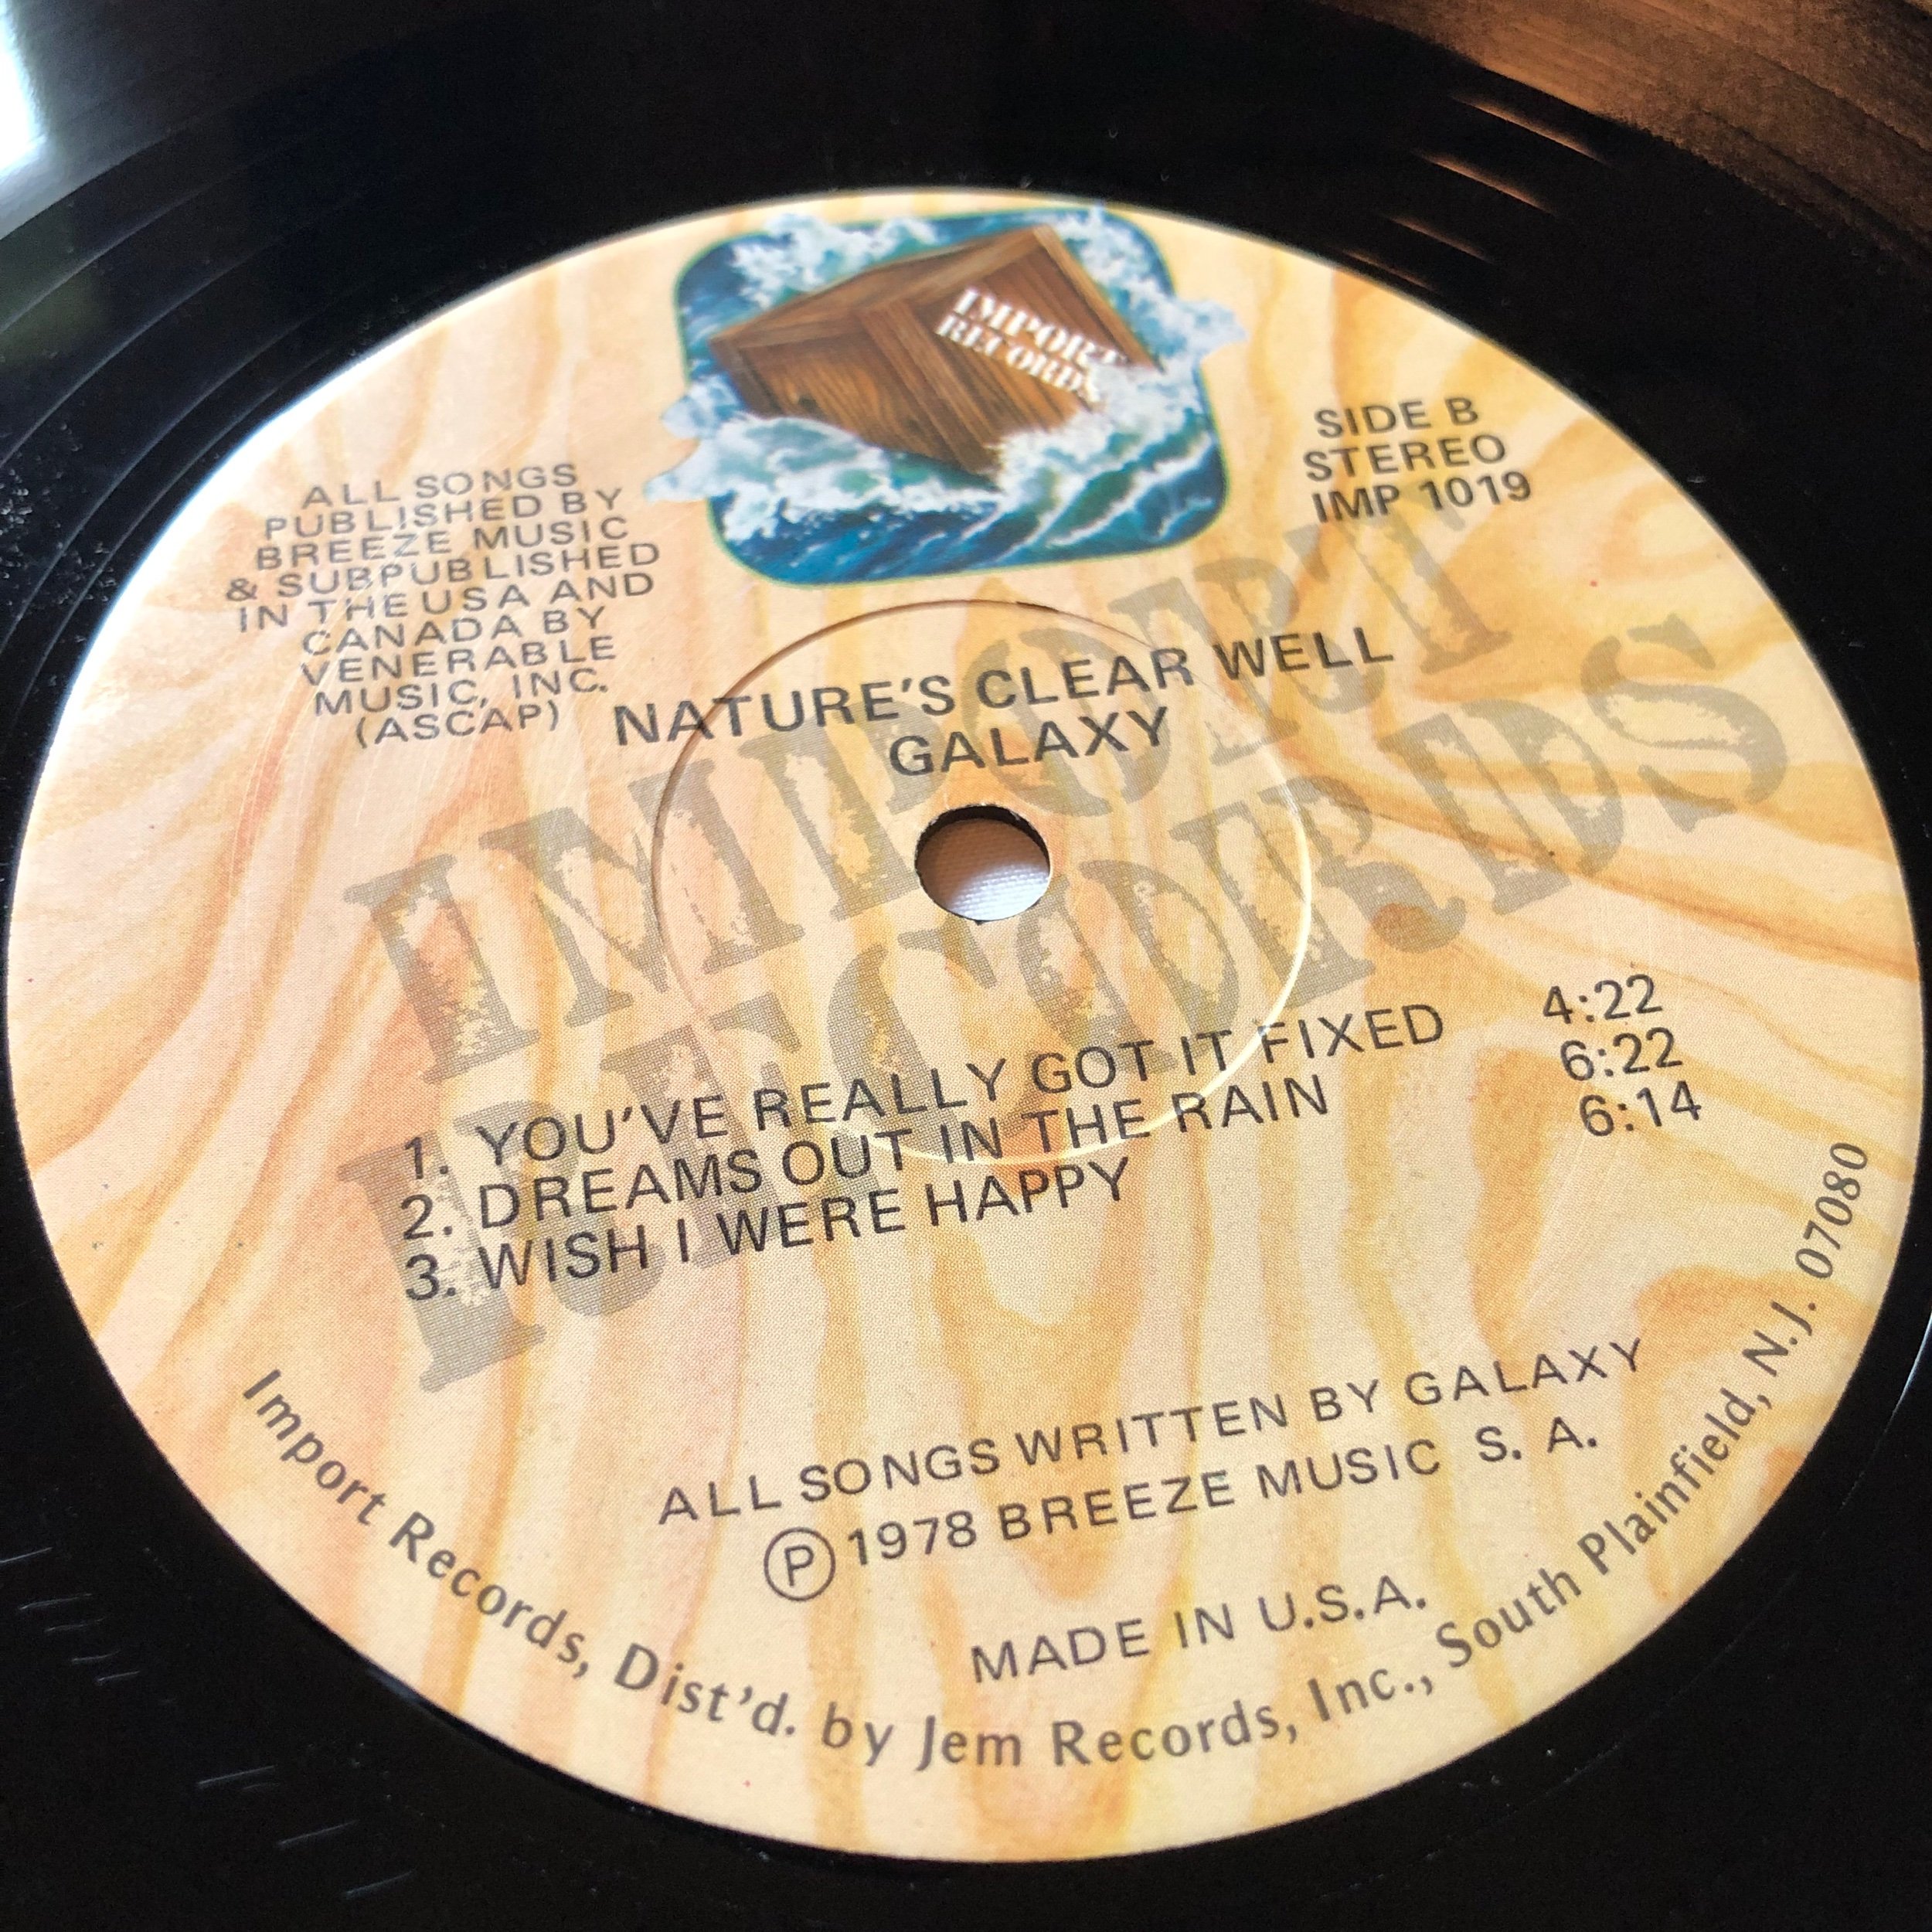 IMPORT
RECORDS
SIDE B
STEREO
IMP 1019
ALL SONGS
PUBLISHED BY
BREEZE MUSIC
& SUBPUBLISHED
IN THE USA AND
CANADA BY
VENERABLE
MUSIC, INC.
(ASCAP)
NATURE'S CLEAR WELL
GALAXY
IMPORT
RECORDS
1. YOU'VE REALLY GOT IT FIXED 4:22
2. DREAMS OUT IN THE RAIN 6:22
3. WISH I WERE HAPPY 6:14
ALL SONGS WRITTEN BY GALAXY
Ⓟ 1978 BREEZE MUSIC S. A.
MADE IN U.S.A.
Import Records, Dist'd. by Jem Records, Inc., South Plainfield, N.J. 07080